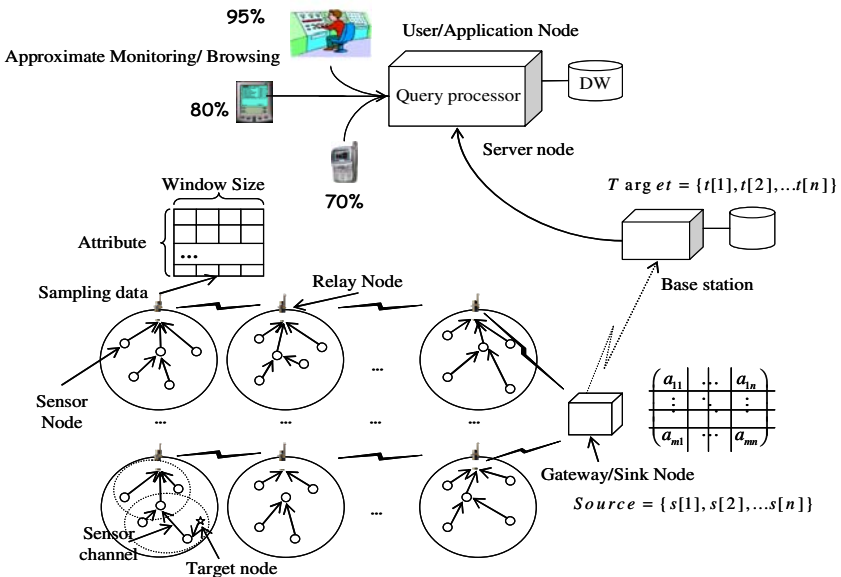 95%
User/Application Node
Approximate Monitoring/ Browsing
Query processor
DW
80%
Server node
70%
Window Size
Target = {t[1],t[2],...t[n]}
Attribute
...
Sampling data
Relay Node
Base station
...
Sensor
Node
a11 ... a1n
: ·. :
am1 ... amn
...
...
...
Gateway/Sink Node
Source = {s[1],s[2],...s[n]}
...
Sensor
channel
Target node